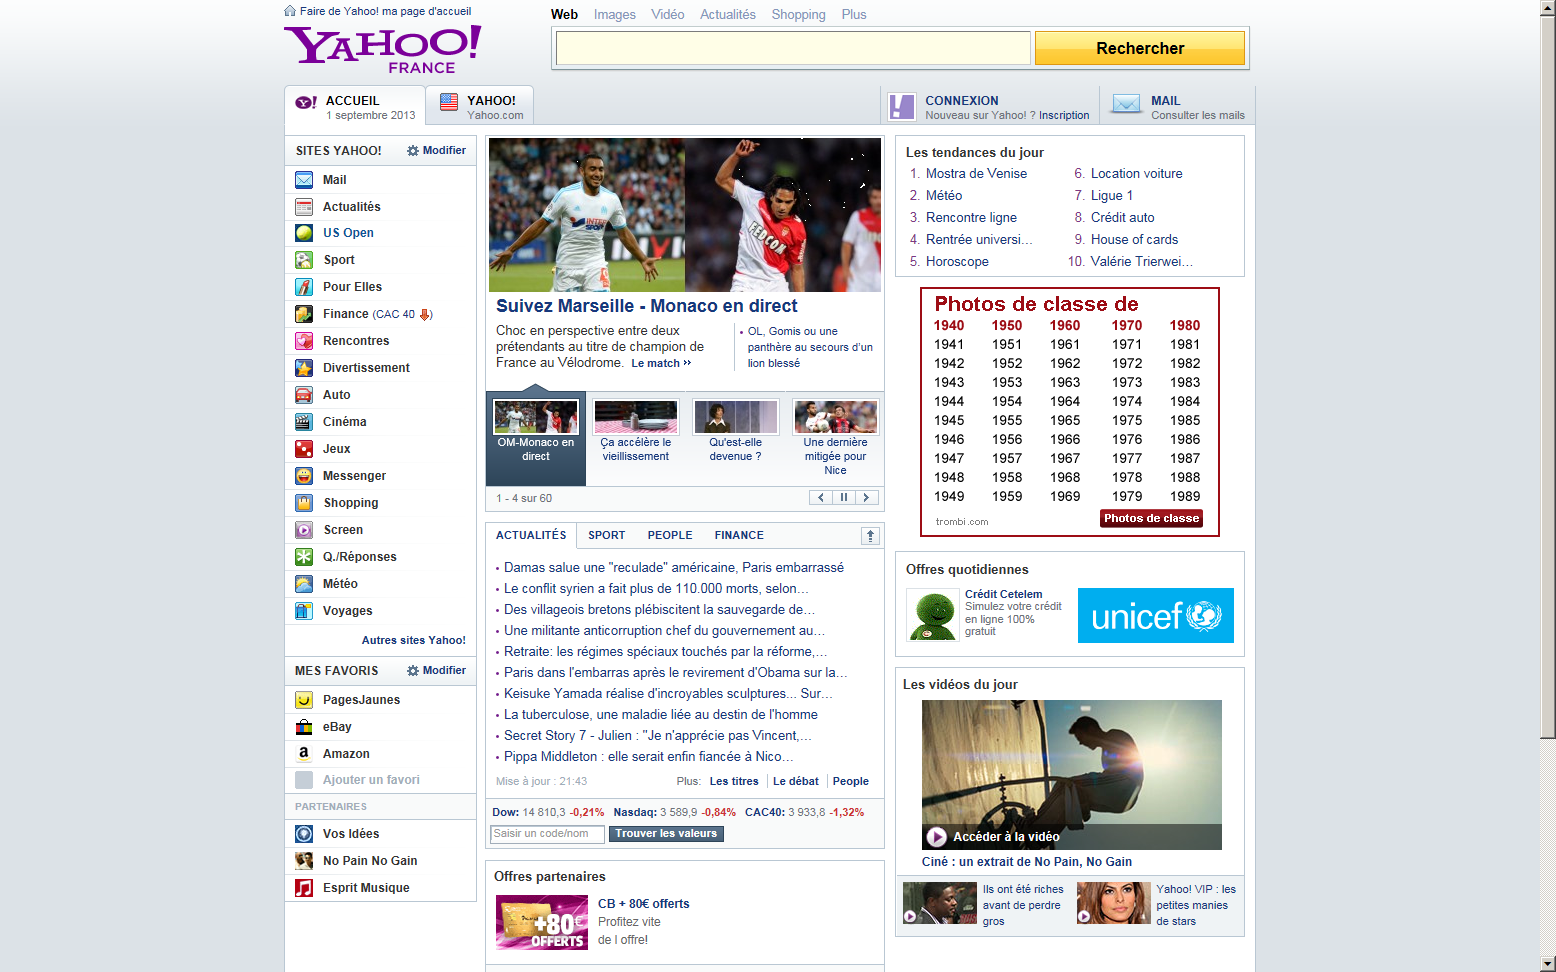 Faire de Yahoo! ma page d'accueil
YAHOO!
FRANCE
Web Images Vidéo Actualités Shopping Plus
Rechercher
ACCUEIL
1 septembre 2013
YAHOO!
Yahoo.com
CONNEXION
Nouveau sur Yahoo! ? Inscription
MAIL
Consulter les mails
SITES YAHOO! Modifier
Mail
Actualités
US Open
Sport
Pour Elles
Finance (CAC 40 )
Rencontres
Divertissement
Auto
Cinéma
Jeux
Messenger
Shopping
Screen
Q./Réponses
Météo
Voyages
Autres sites Yahoo!
MES FAVORIS Modifier
PagesJaunes
eBay
Amazon
Ajouter un favori
PARTENAIRES
Vos Idées
No Pain No Gain
Esprit Musique
INTER
SPORT
FEDCOM
Suivez Marseille - Monaco en direct
Choc en perspective entre deux
prétendants au titre de champion de
France au Vélodrome. Le match »
• OL, Gomis ou une
panthère au secours d'un
lion blessé
OM-Monaco en
direct
Ça accélère le
vieillissement
Qu'est-elle
devenue ?
Une dernière
mitigée pour
Nice
1 - 4 sur 60
ACTUALITÉS SPORT PEOPLE FINANCE
• Damas salue une "reculade" américaine, Paris embarrassé
• Le conflit syrien a fait plus de 110.000 morts, selon...
• Des villageois bretons plébiscitent la sauvegarde de...
• Une militante anticorruption chef du gouvernement au...
• Retraite: les régimes spéciaux touchés par la réforme,...
• Paris dans l'embarras après le revirement d'Obama sur la...
• Keisuke Yamada réalise d'incroyables sculptures... Sur...
• La tuberculose, une maladie liée au destin de l'homme
• Secret Story 7 - Julien : "Je n'apprécie pas Vincent,...
• Pippa Middleton : elle serait enfin fiancée à Nico...
Mise à jour : 21:43 Plus: Les titres Le débat People
Dow: 14 810,3 -0,21% Nasdaq: 3 589,9 -0,84% CAC40: 3 933,8 -1,32%
Saisir un code/nom Trouver les valeurs
Offres partenaires
+80€
OFFERTS
CB + 80€ offerts
Profitez vite
de l offre!
Les tendances du jour
1. Mostra de Venise
2. Météo
3. Rencontre ligne
4. Rentrée universi...
5. Horoscope
6. Location voiture
7. Ligue 1
8. Crédit auto
9. House of cards
10. Valérie Trierwei...
Photos de classe de
1940 1950 1960 1970 1980
1941 1951 1961 1971 1981
1942 1952 1962 1972 1982
1943 1953 1963 1973 1983
1944 1954 1964 1974 1984
1945 1955 1965 1975 1985
1946 1956 1966 1976 1986
1947 1957 1967 1977 1987
1948 1958 1968 1978 1988
1949 1959 1969 1979 1989
trombi.com Photos de classe
Offres quotidiennes
Crédit Cetelem
Simulez votre crédit
en ligne 100%
gratuit
unicef
Les vidéos du jour
Accéder à la vidéo
Ciné : un extrait de No Pain, No Gain
Ils ont été riches
avant de perdre
gros
Yahoo! VIP : les
petites manies
de stars